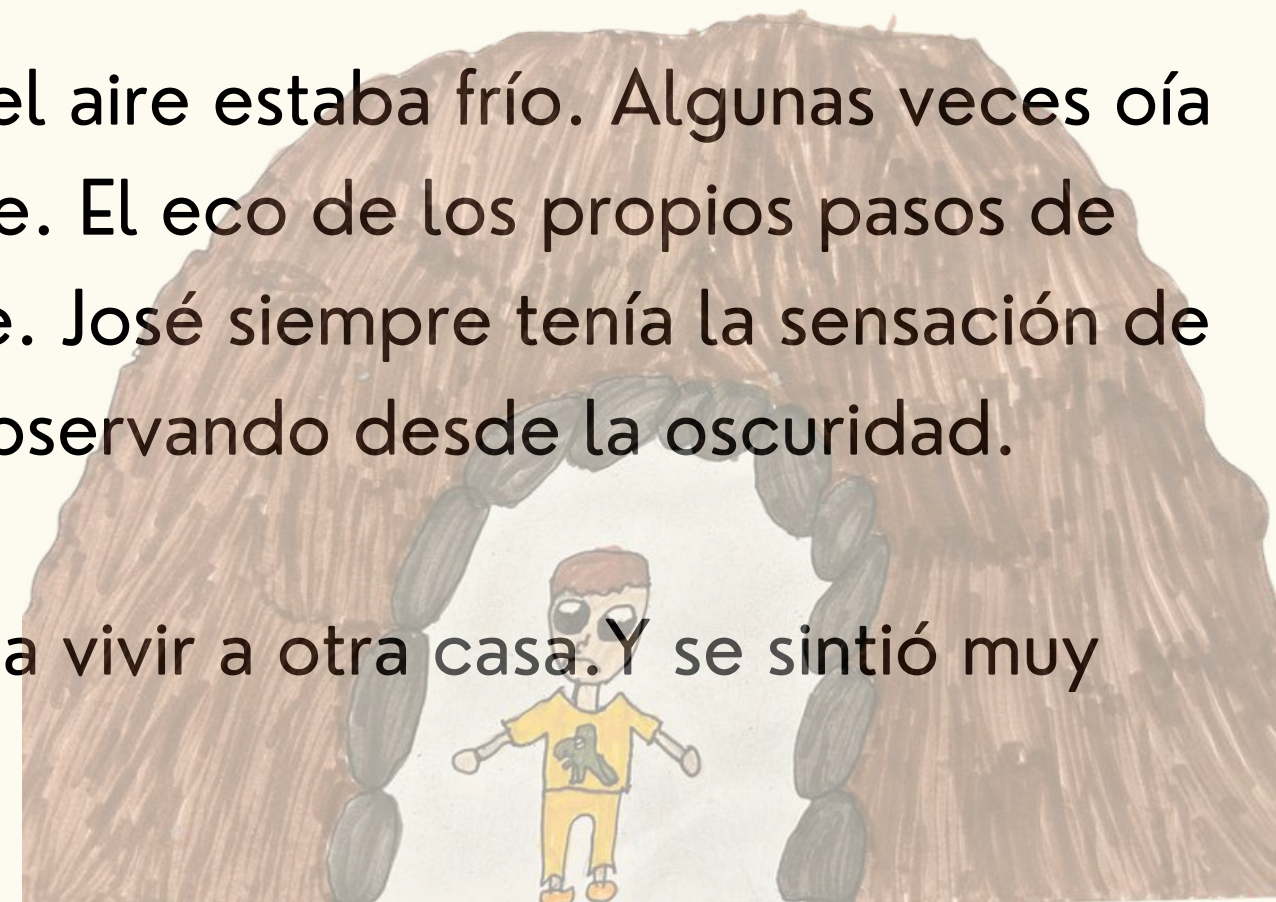 el aire estaba frío. Algunas veces oía
e. El eco de los propios pasos de
e. José siempre tenía la sensación de
oservando desde la oscuridad.
a vivir a otra casa.Y se sintió muy